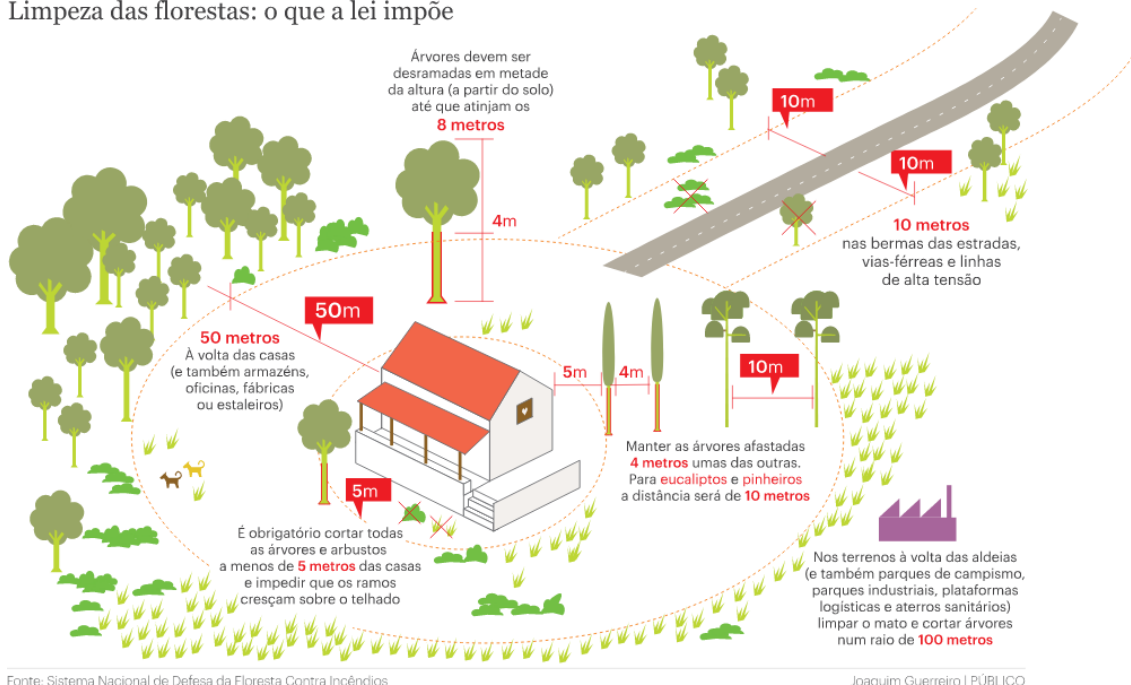 Limpeza das florestas: o que a lei impõe
Árvores devem ser
desramadas em metade
da altura (a partir do solo)
até que atinjam os
8 metros
4m
10m
10m
10 metros
nas bermas das estradas,
vias-férreas e linhas
de alta tensão
50m
50 metros
À volta das casas
(e também armazéns,
oficinas, fábricas
ou estaleiros)
5m
4m
10m
Manter as árvores afastadas
4 metros umas das outras.
Para eucaliptos e pinheiros
a distância será de 10 metros
5m
É obrigatório cortar todas
as árvores e arbustos
a menos de 5 metros das casas
e impedir que os ramos
cresçam sobre o telhado
Nos terrenos à volta das aldeias
(e também parques de campismo,
parques industriais, plataformas
logísticas e aterros sanitários)
limpar o mato e cortar árvores
num raio de 100 metros
Fonte: Sistema Nacional de Defesa da Floresta Contra Incêndios
Joaquim Guerreiro | PÚBLICO